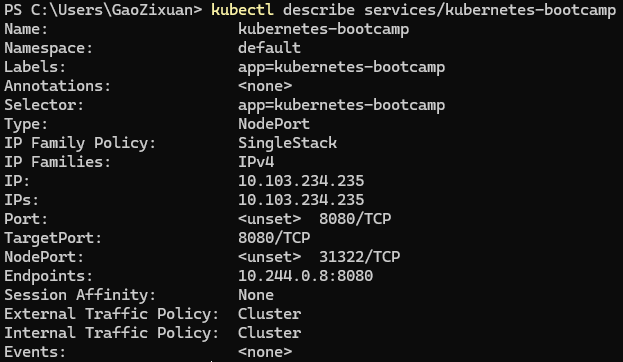 PS C:\Users\GaoZixuan> kubectl describe services/kubernetes-bootcamp
Name:                     kubernetes-bootcamp
Namespace:                default
Labels:                   app=kubernetes-bootcamp
Annotations:              <none>
Selector:                 app=kubernetes-bootcamp
Type:                     NodePort
IP Family Policy:         SingleStack
IP Families:              IPv4
IP:                       10.103.234.235
IPs:                      10.103.234.235
Port:                     <unset>  8080/TCP
TargetPort:               8080/TCP
NodePort:                 <unset>  31322/TCP
Endpoints:                10.244.0.8:8080
Session Affinity:         None
External Traffic Policy:  Cluster
Internal Traffic Policy:  Cluster
Events:                   <none>